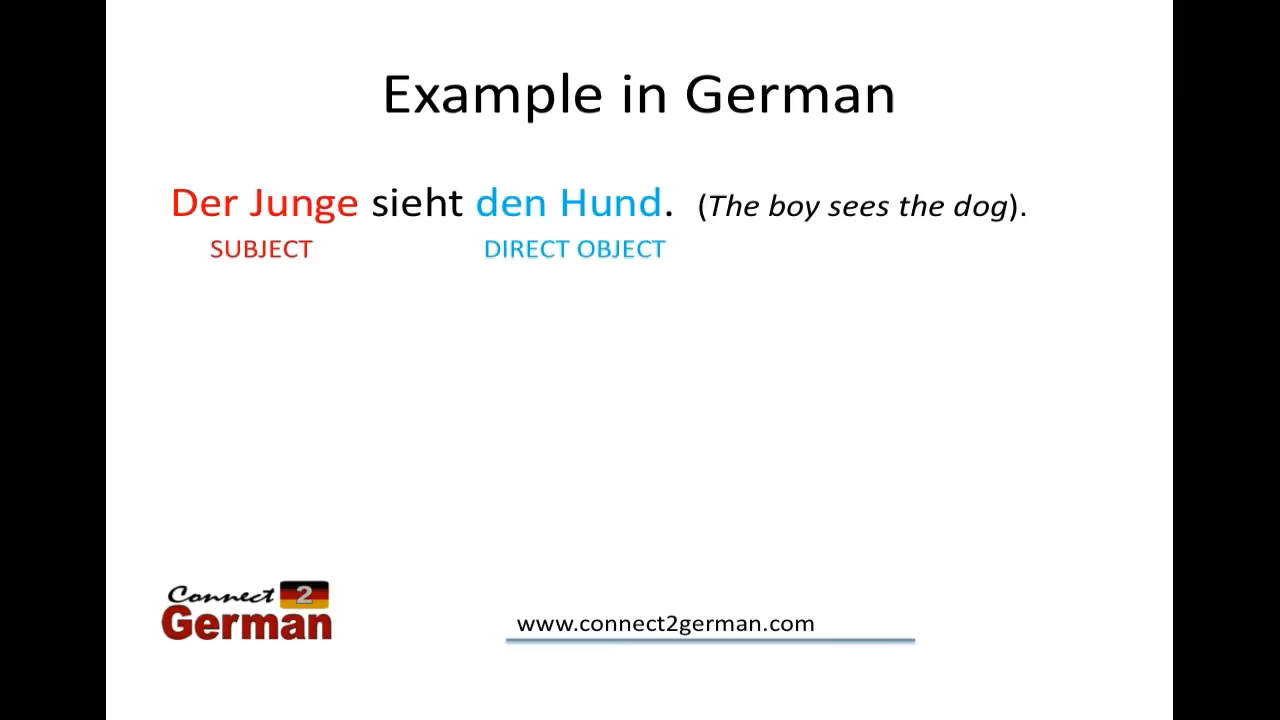 Example in German
Der Junge sieht den Hund. (The boy sees the dog).
SUBJECT DIRECT OBJECT
Connect 2
German
www.connect2german.com